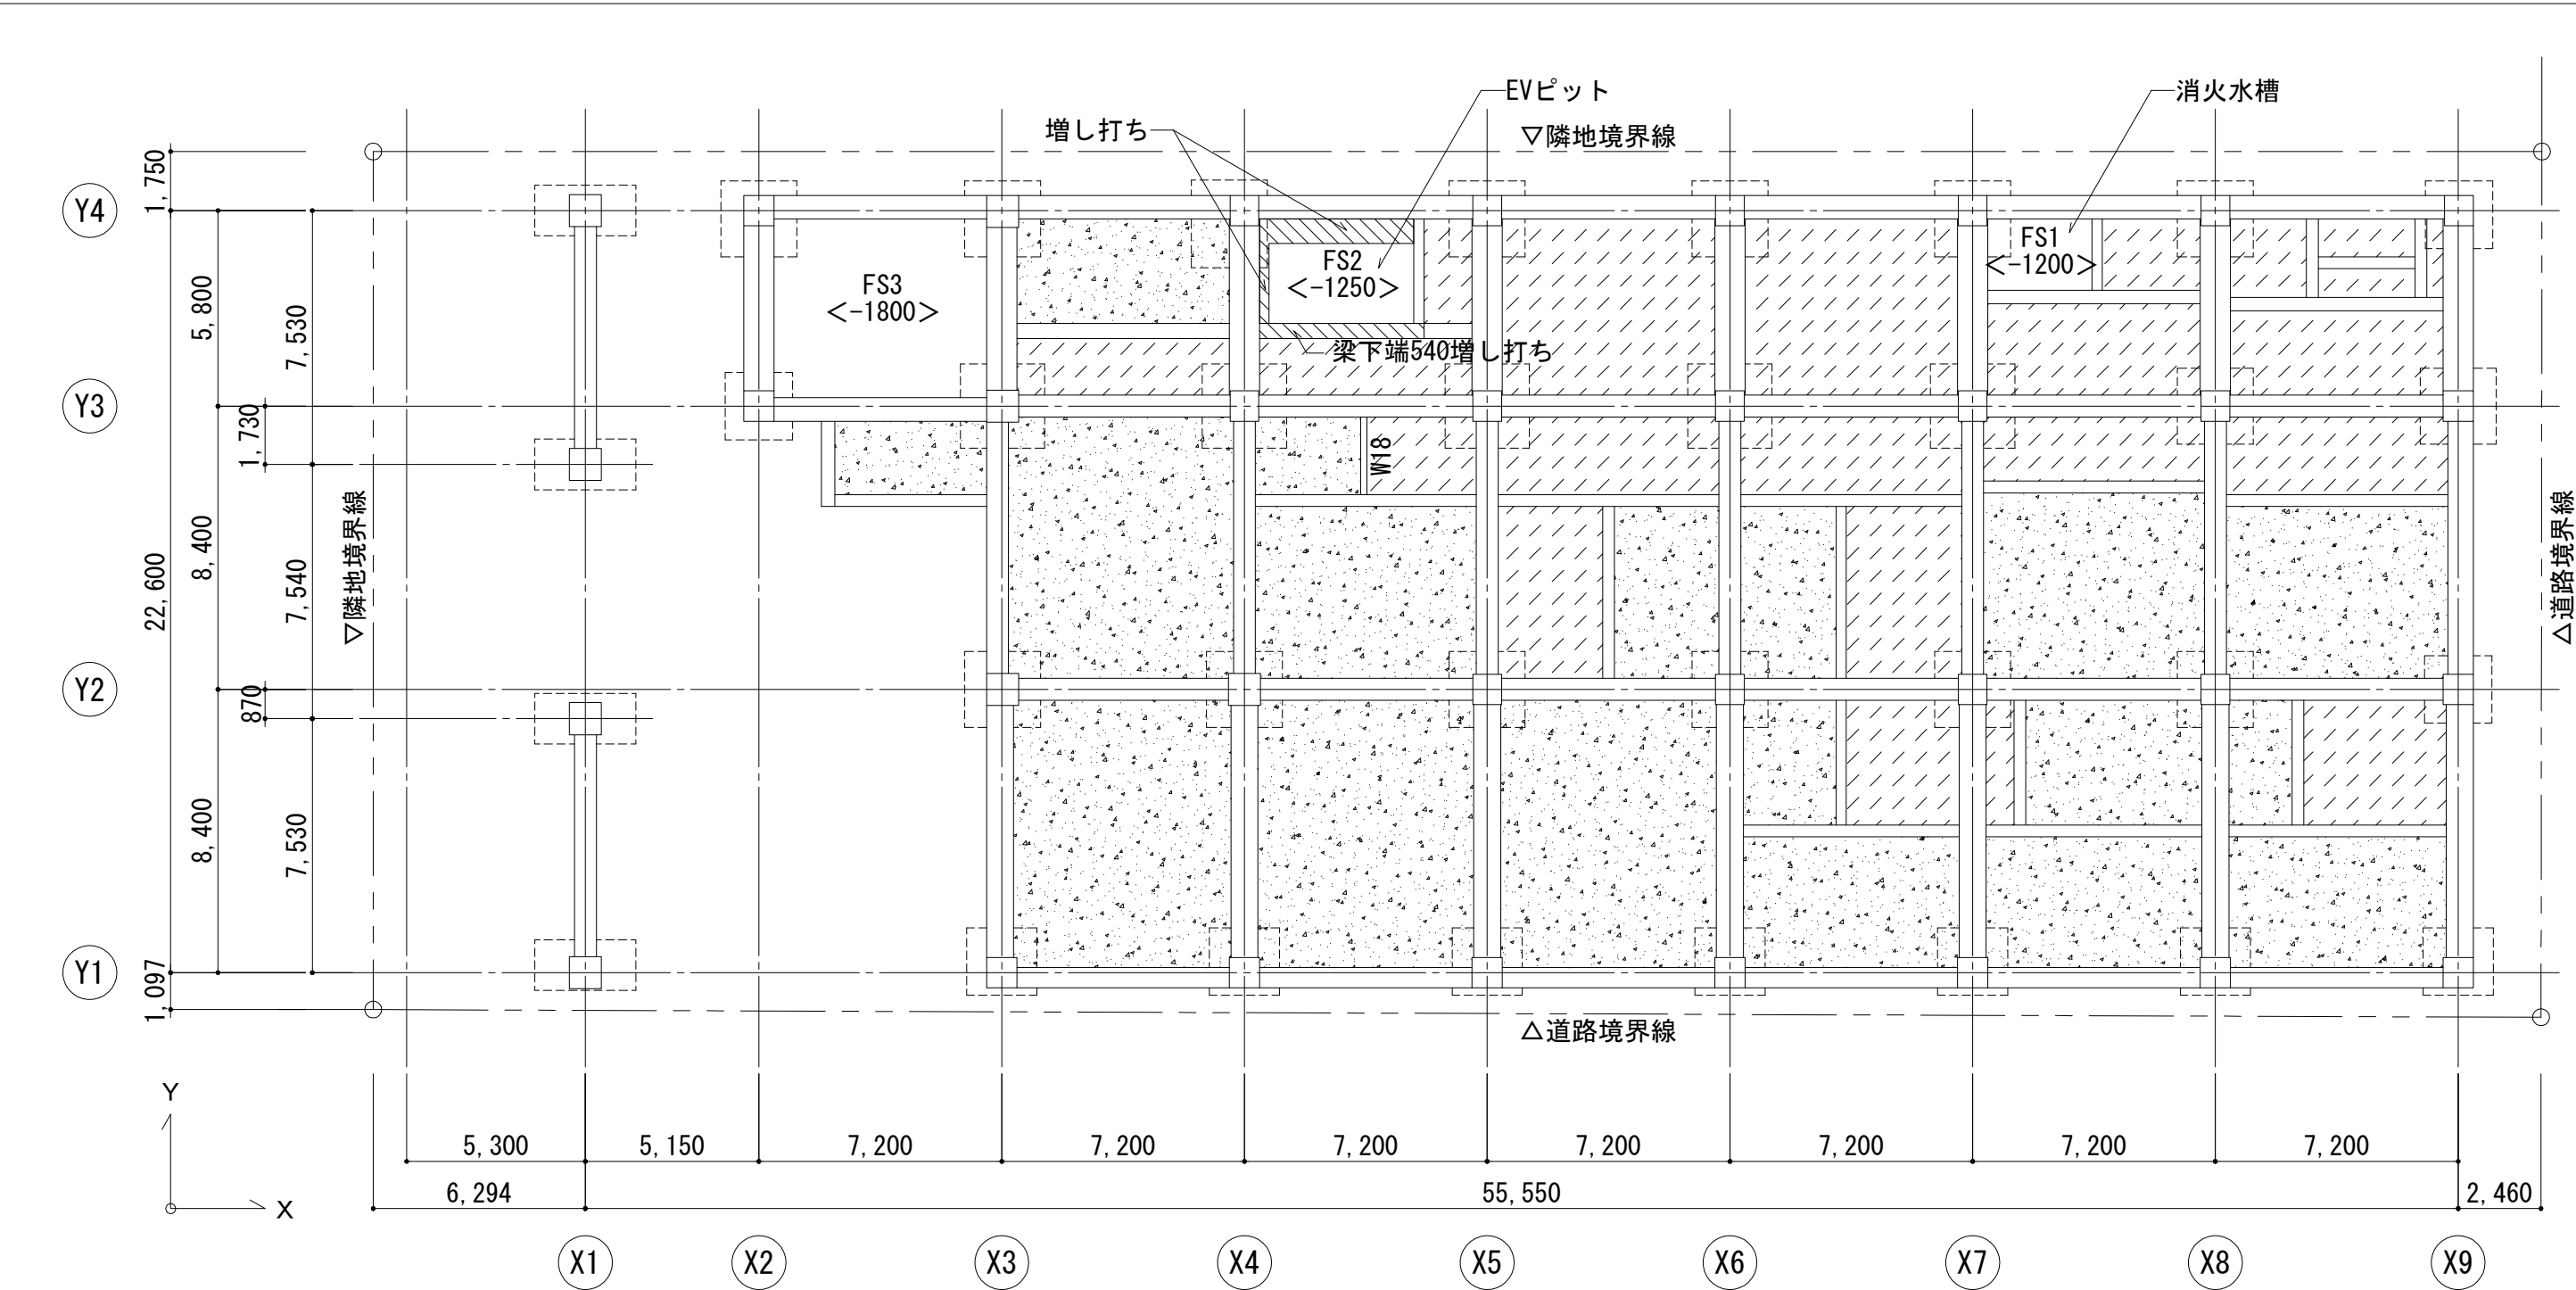 EVピット
消火水槽
増し打ち
▽隣地境界線
1,750
Y4
FS1
<-1200>
FS2
<-1250>
FS3
<-1800>
5,800
7,530
梁下端540増し打ち
Y3
1,730
W18
▽隣地境界線
△道路境界線
8,400
7,540
22,600
Y2
870
8,400
7,530
Y1
1,097
△道路境界線
Y
X
5,300
5,150
7,200
7,200
7,200
7,200
7,200
7,200
7,200
6,294
55,550
2,460
X1
X2
X3
X4
X5
X6
X7
X8
X9